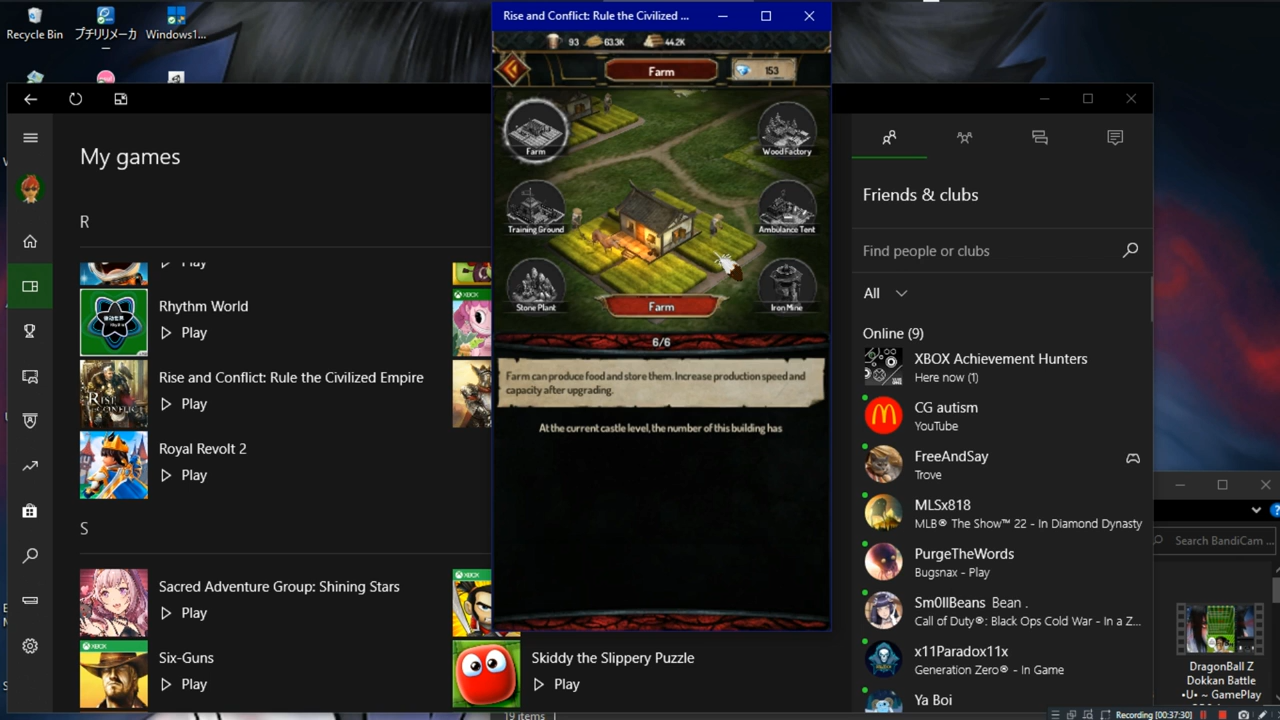 Recycle Bin
プチリリメーカー
Windows1...
Rise and Conflict: Rule the Civilized ...
93
63.3K
44.2K
Farm
153
Farm
Wood Factory
Training Ground
Ambulance Tent
Stone Plant
Iron Mine
Farm
6/6
Farm can produce food and store them. Increase production speed and
capacity after upgrading.
At the current castle level, the number of this building has
My games
R
Play
Rhythm World
Play
Rise and Conflict: Rule the Civilized Empire
Play
Royal Revolt 2
Play
S
Sacred Adventure Group: Shining Stars
Play
Six-Guns
Play
XBOX
XBOX
XBOX
XBOX
Skiddy the Slippery Puzzle
Play
19 items
Friends & clubs
Find people or clubs
All
Online (9)
XBOX Achievement Hunters
Here now (1)
CG autism
YouTube
FreeAndSay
Trove
MLSx818
MLB® The Show™ 22 - In Diamond Dynasty
PurgeTheWords
Bugsnax - Play
Sm0llBeans Bean .
Call of Duty®: Black Ops Cold War - In a Z...
x11Paradox11x
Generation Zero® - In Game
Ya Boi
Search BandiCam ...
DragonBall Z
Dokkan Battle
•U• ~ GamePlay
Recording [00:37:30]